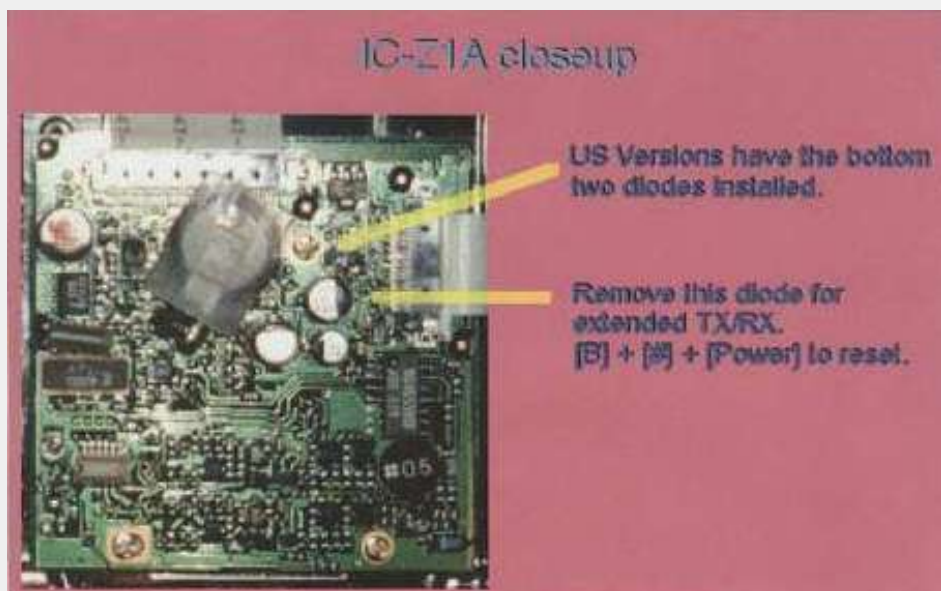 IC-Z1A closeup
US Versions have the bottom
two diodes installed.
Remove this diode for
extended TX/RX.
[B] + [#] + [Power] to reset.
#05